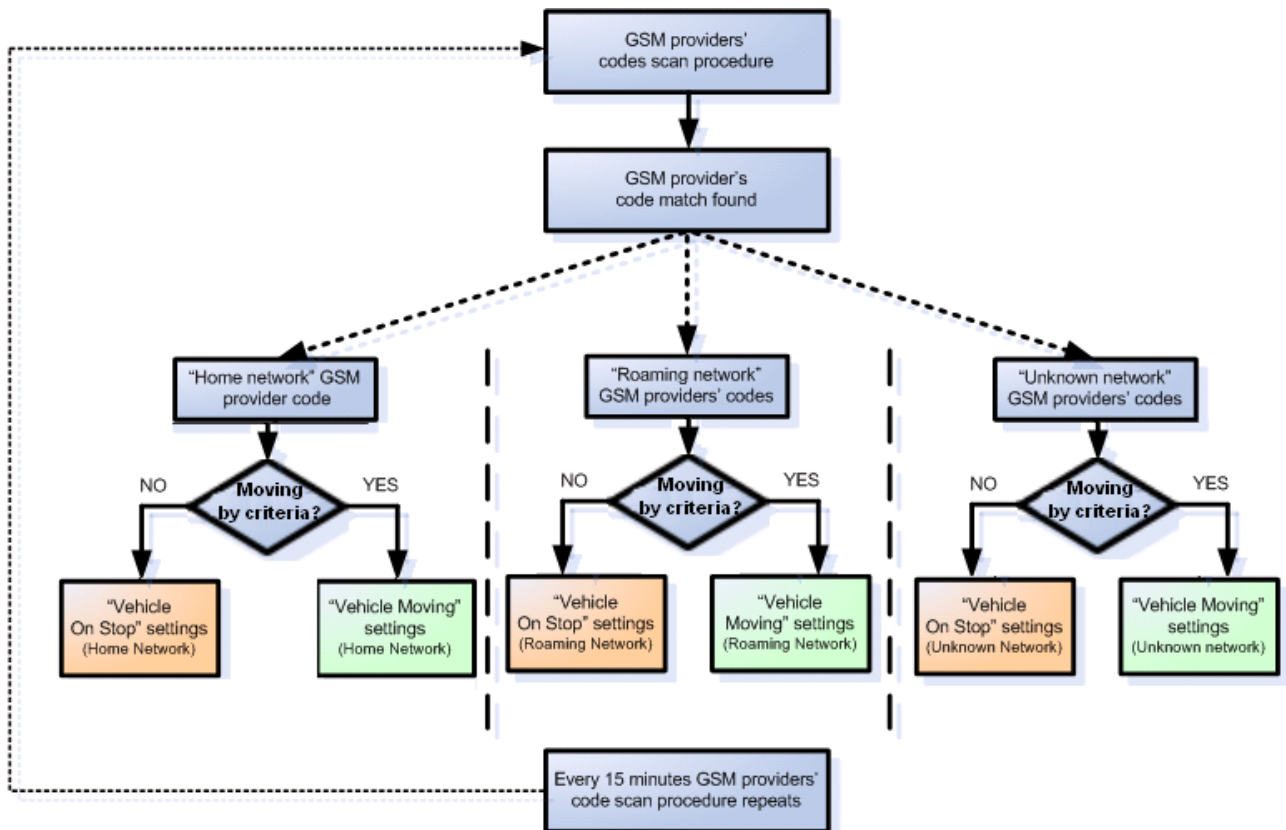 GSM providers'
codes scan procedure
GSM provider's
code match found
"Home network" GSM
provider code
"Roaming network"
GSM providers' codes
"Unknown network"
GSM providers' codes
NO
Moving
by criteria?
YES
NO
Moving
by criteria?
YES
NO
Moving
by criteria?
YES
"Vehicle
On Stop" settings
(Home Network)
"Vehicle Moving"
settings
(Home Network)
"Vehicle
On Stop" settings
(Roaming Network)
"Vehicle
Moving" settings
(Roaming Network)
"Vehicle
On Stop" settings
(Unknown Network)
"Vehicle Moving"
settings
(Unknown network)
Every 15 minutes GSM providers'
code scan procedure repeats